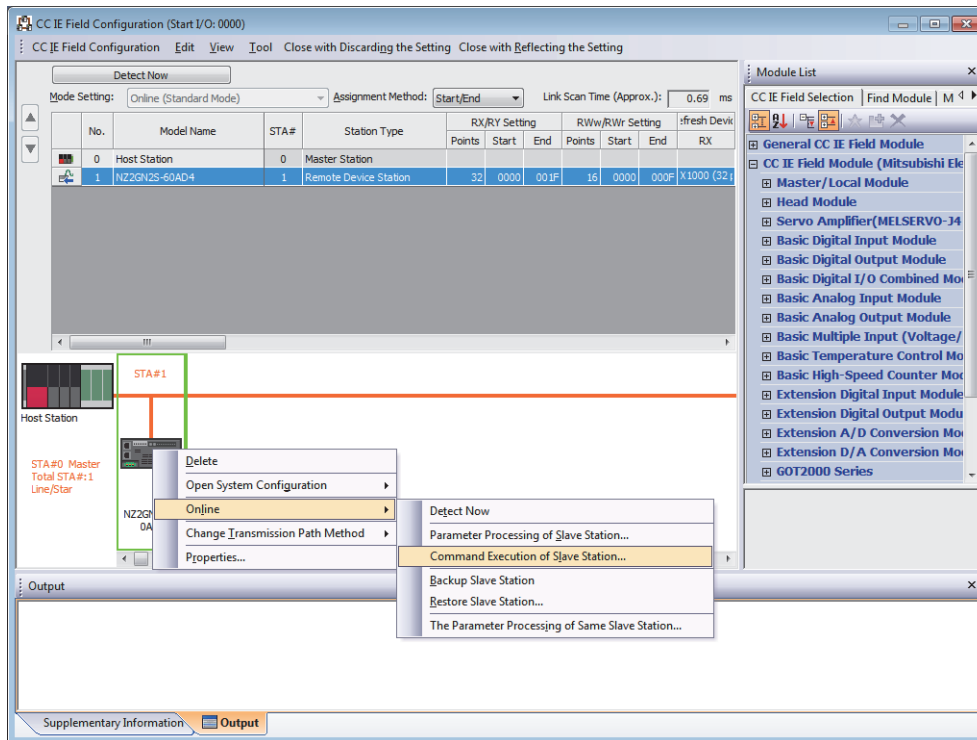 CC IE Field Configuration (Start I/O: 0000)
CC IE Field Configuration Edit View Tool Close with Discarding the Setting Close with Reflecting the Setting
Detect Now
Mode Setting: Online (Standard Mode) Assignment Method: Start/End Link Scan Time (Approx.): 0.69 ms
No. Model Name STA# Station Type RX/RY Setting RWw/RWr Setting efresh Devic
Points Start End Points Start End RX
0 Host Station 0 Master Station
1 NZ2GN2S-60AD4 1 Remote Device Station 32 0000 001F 16 0000 000F X1000 (32
STA#1
Host Station
STA#0 Master
Total STA#:1
Line/Star
NZ2GN
0A
Delete
Open System Configuration
Online
Change Transmission Path Method
Properties...
Detect Now
Parameter Processing of Slave Station...
Command Execution of Slave Station...
Backup Slave Station
Restore Slave Station...
The Parameter Processing of Same Slave Station...
Module List
CC IE Field Selection Find Module M
General CC IE Field Module
CC IE Field Module (Mitsubishi Ele
Master/Local Module
Head Module
Servo Amplifier(MELSERVO-J4
Basic Digital Input Module
Basic Digital Output Module
Basic Digital I/O Combined Mo
Basic Analog Input Module
Basic Analog Output Module
Basic Multiple Input (Voltage/
Basic Temperature Control Mo
Basic High-Speed Counter Mod
Extension Digital Input Module
Extension Digital Output Modu
Extension A/D Conversion Mo
Extension D/A Conversion Mo
GOT2000 Series
Output
Supplementary Information Output